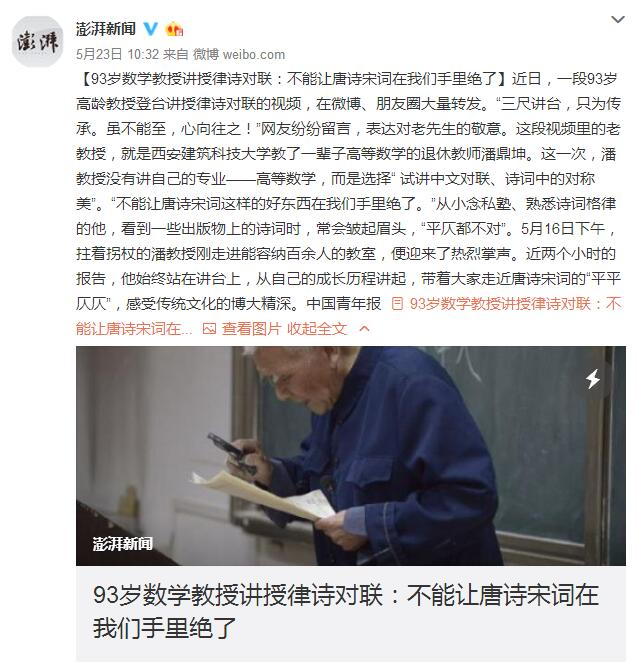 澎湃
澎湃新闻
5月23日 10:32 来自 微博 weibo.com
【93岁数学教授讲授律诗对联：不能让唐诗宋词在我们手里绝了】近日，一段93岁
高龄教授登台讲授律诗对联的视频，在微博、朋友圈大量转发。“三尺讲台，只为传
承。虽不能至，心向往之！”网友纷纷留言，表达对老先生的敬意。这段视频里的老
教授，就是西安建筑科技大学教了一辈子高等数学的退休教师潘鼎坤。这一次，潘
教授没有讲自己的专业——高等数学，而是选择“ 试讲中文对联、诗词中的对称
美”。“不能让唐诗宋词这样的好东西在我们手里绝了。”从小念私塾、熟悉诗词格律
的他，看到一些出版物上的诗词时，常会皱起眉头，“平仄都不对”。5月16日下午，
拄着拐杖的潘教授刚走进能容纳百余人的教室，便迎来了热烈掌声。近两个小时的
报告，他始终站在讲台上，从自己的成长历程讲起，带着大家走近唐诗宋词的“平平
仄仄”，感受传统文化的博大精深。中国青年报 93岁数学教授讲授律诗对联：不
能让唐诗宋词在... 查看图片 收起全文
澎湃新闻
93岁数学教授讲授律诗对联：不能让唐诗宋词在
我们手里绝了